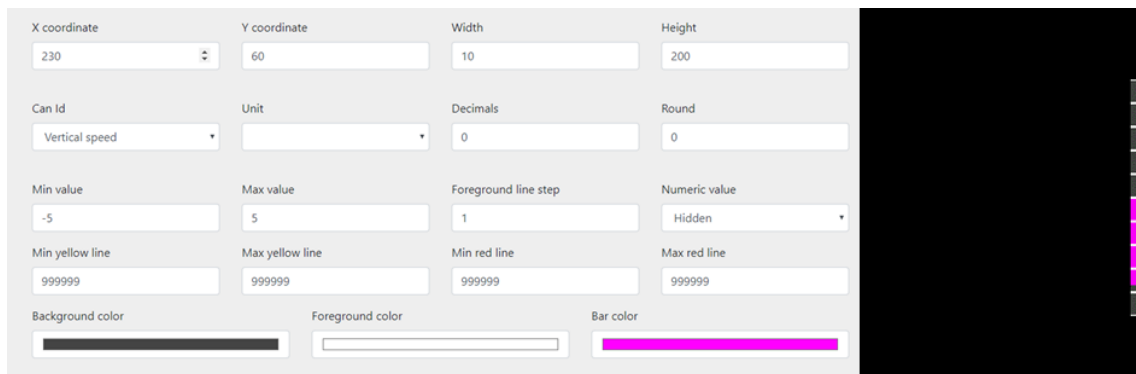 X coordinate Y coordinate Width Height
230 60 10 200
Can Id Unit Decimals Round
Vertical speed 0 0
Min value Max value Foreground line step Numeric value
-5 5 1 Hidden
Min yellow line Max yellow line Min red line Max red line
999999 999999 999999 999999
Background color Foreground color Bar color